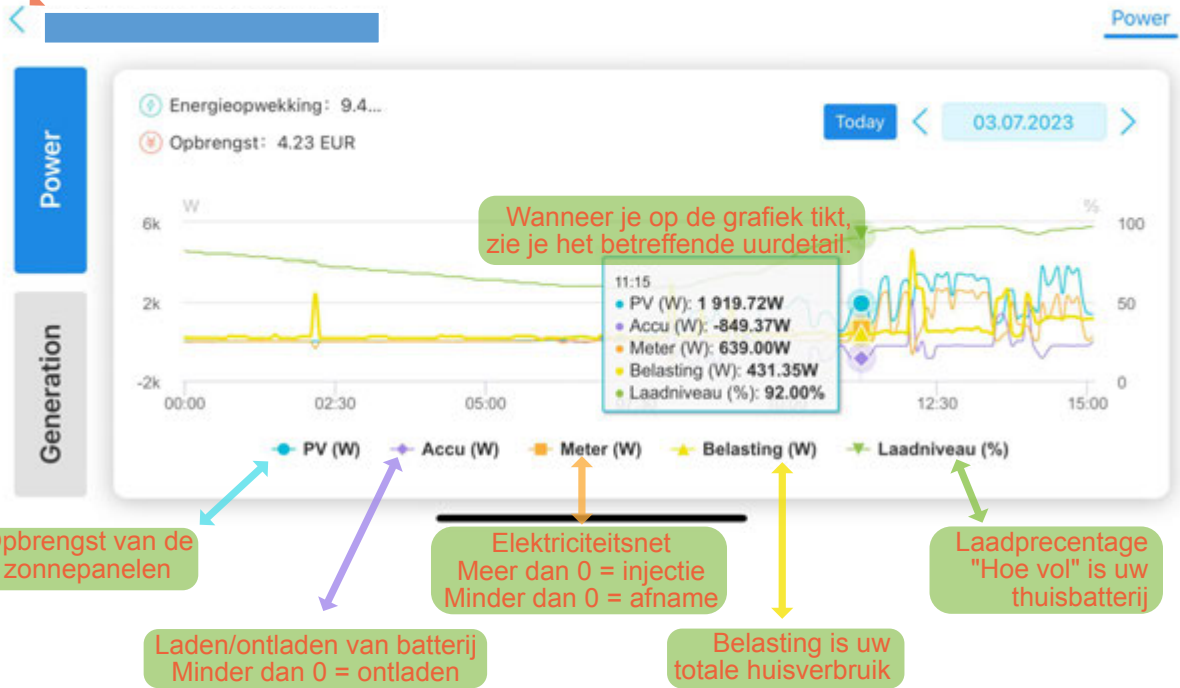 Power
Power
Generation
Energieopwekking: 9.4...
Opbrengst: 4.23 EUR
Today
03.07.2023
W
%
6k
2k
-2k
100
50
0
Wanneer je op de grafiek tikt,
zie je het betreffende uurdetail.
11:15
PV (W): 1 919.72W
Accu (W): -849.37W
Meter (W): 639.00W
Belasting (W): 431.35W
Laadniveau (%): 92.00%
00:00
02:30
05:00
12:30
15:00
PV (W)
Accu (W)
Meter (W)
Belasting (W)
Laadniveau (%)
pbrengst van de
zonnepanelen
Elektriciteitsnet
Meer dan 0 = injectie
Minder dan 0 = afname
Laadprecentage
"Hoe vol" is uw
thuisbatterij
Laden/ontladen van batterij
Minder dan 0 = ontladen
Belasting is uw
totale huisverbruik